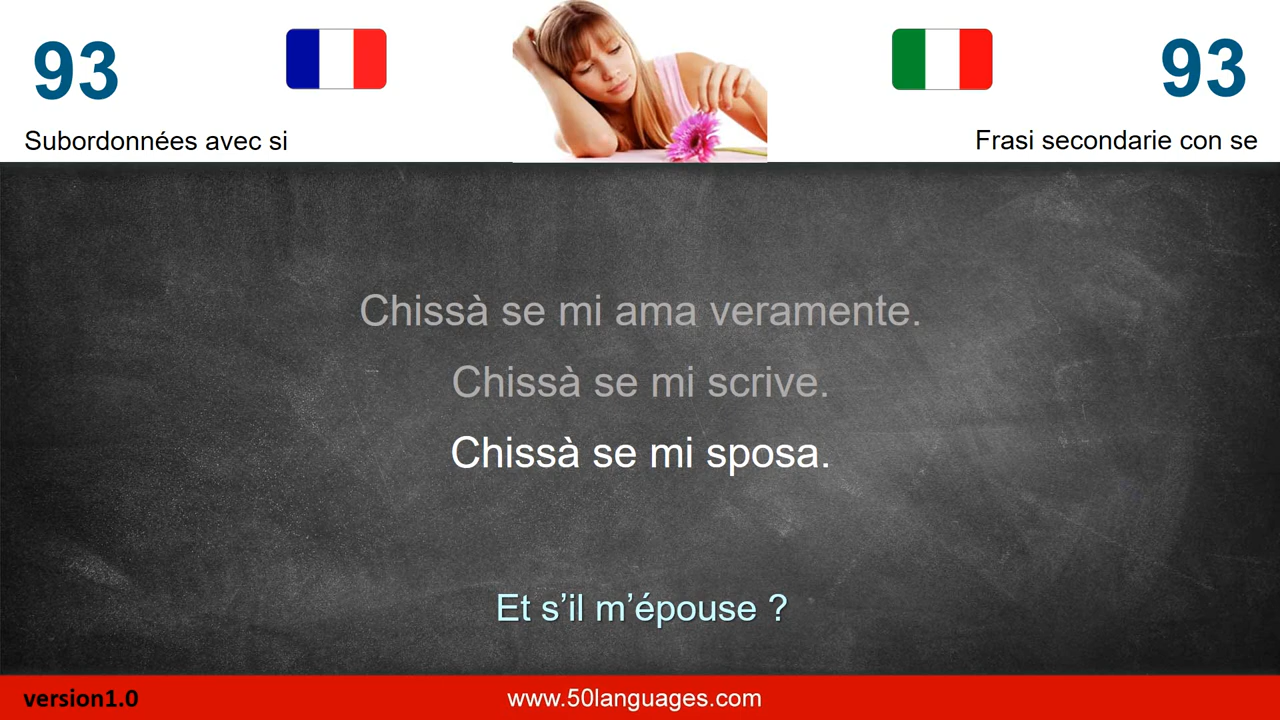 93
93
Subordonnées avec si
Frasi secondarie con se
Chissà se mi ama veramente.
Chissà se mi scrive.
Chissà se mi sposa.
Et s’il m’épouse ?
version1.0
www.50languages.com